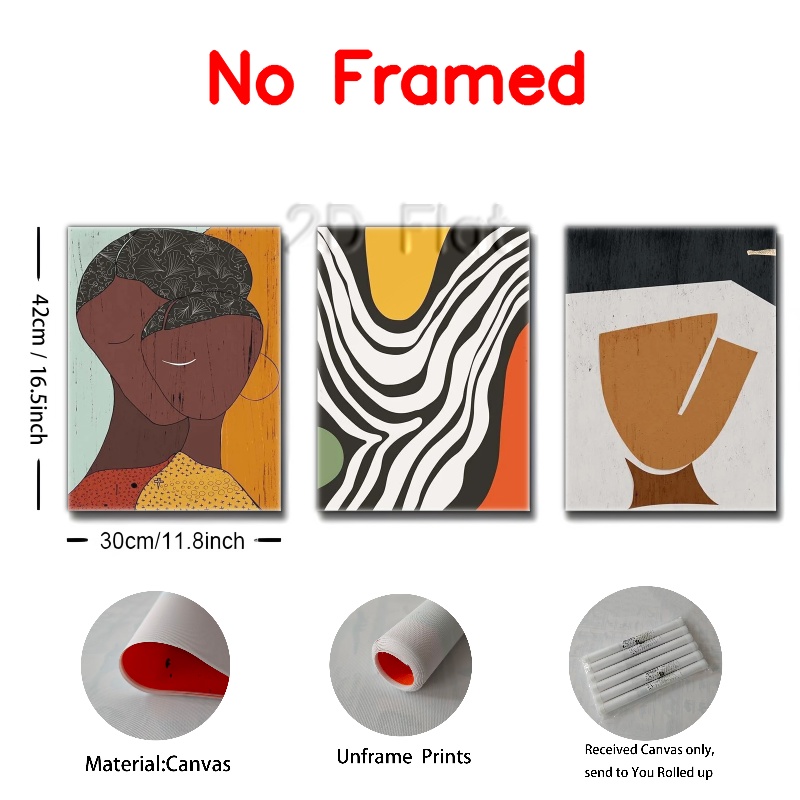 No Framed
2D Flat
42cm / 16.5inch
30cm/11.8inch
Material:Canvas
Unframe Prints
Received Canvas only,
send to You Rolled up